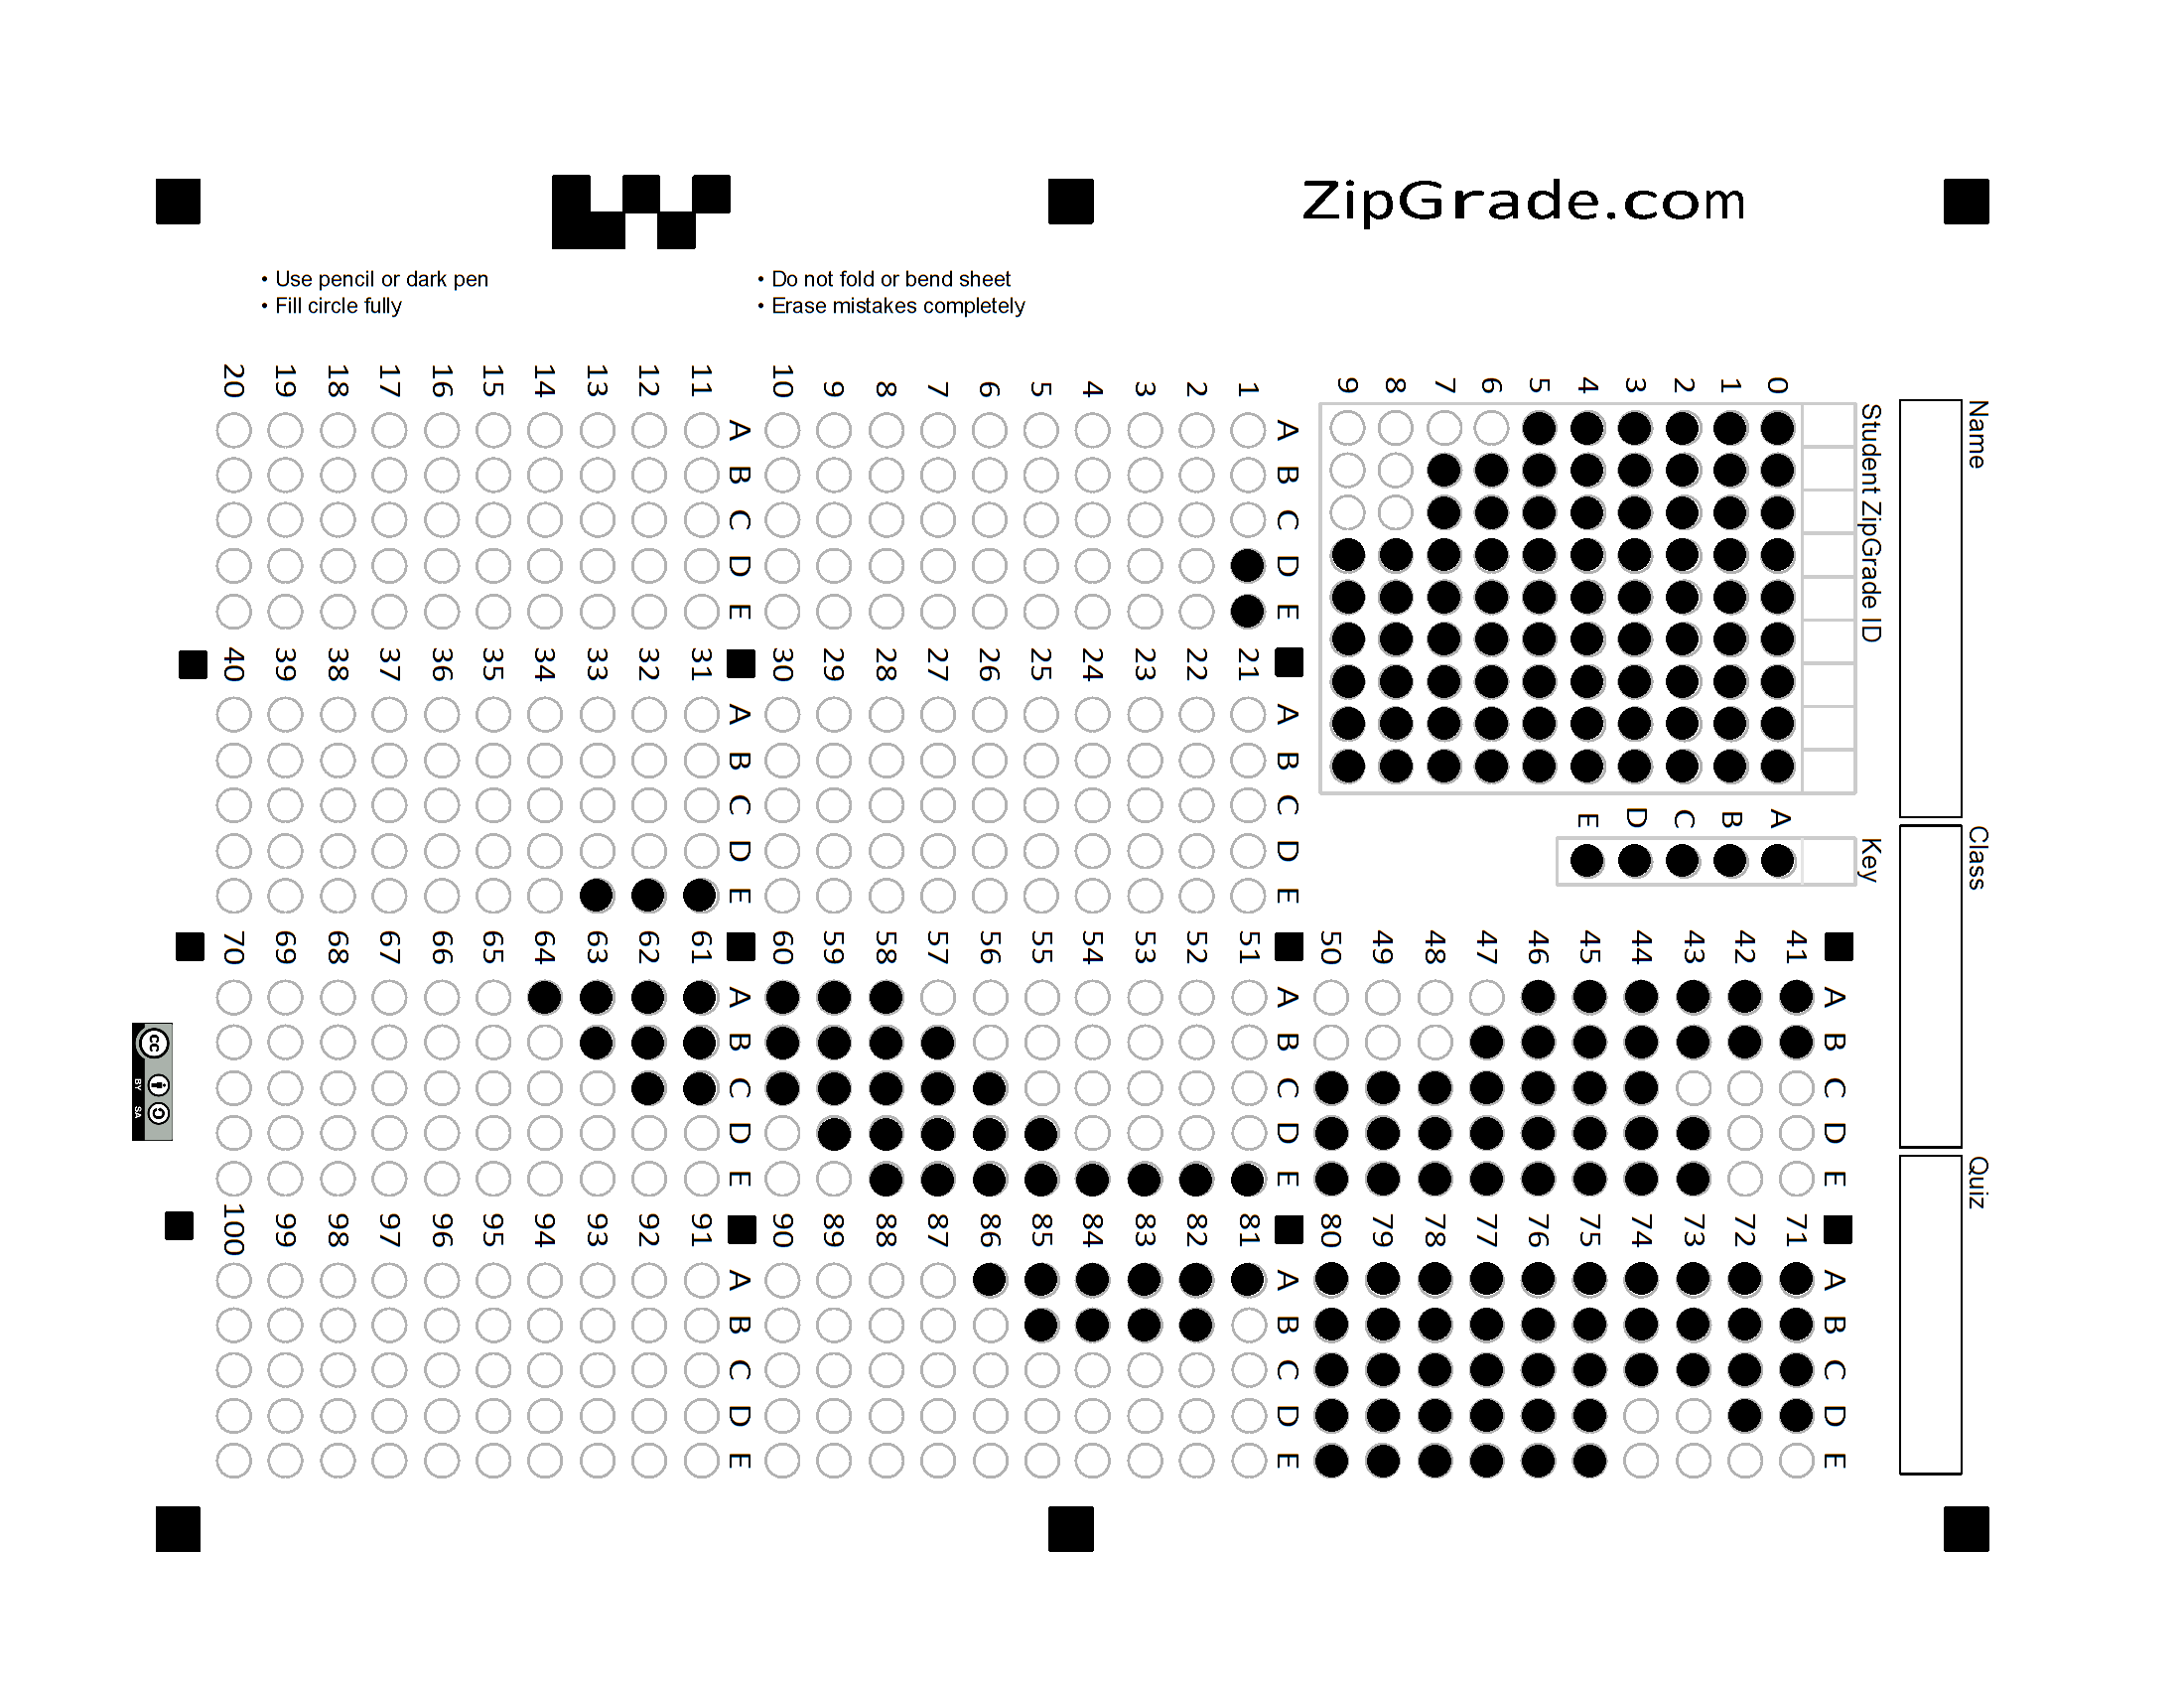 ZipGrade.com
• Use pencil or dark pen
• Fill circle fully
• Do not fold or bend sheet
• Erase mistakes completely
Name
Class
Quiz
Student ZipGrade ID
0 1 2 3 4 5 6 7 8 9
Key
A B C D E
A B C D E
1 2 3 4 5 6 7 8 9 10
A B C D E
11 12 13 14 15 16 17 18 19 20
A B C D E
21 22 23 24 25 26 27 28 29 30
A B C D E
31 32 33 34 35 36 37 38 39 40
A B C D E
41 42 43 44 45 46 47 48 49 50
A B C D E
51 52 53 54 55 56 57 58 59 60
A B C D E
61 62 63 64 65 66 67 68 69 70
A B C D E
71 72 73 74 75 76 77 78 79 80
A B C D E
81 82 83 84 85 86 87 88 89 90
A B C D E
91 92 93 94 95 96 97 98 99 100
A B C D E
cc
BY SA